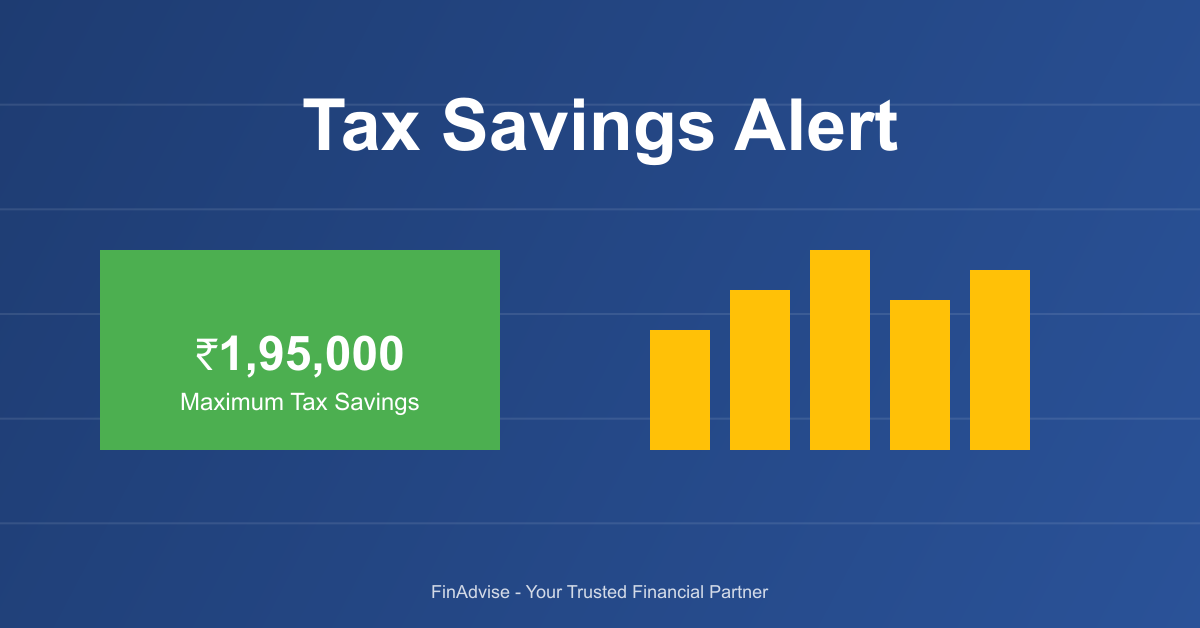 Tax Savings Alert
₹1,95,000
Maximum Tax Savings
FinAdvise - Your Trusted Financial Partner